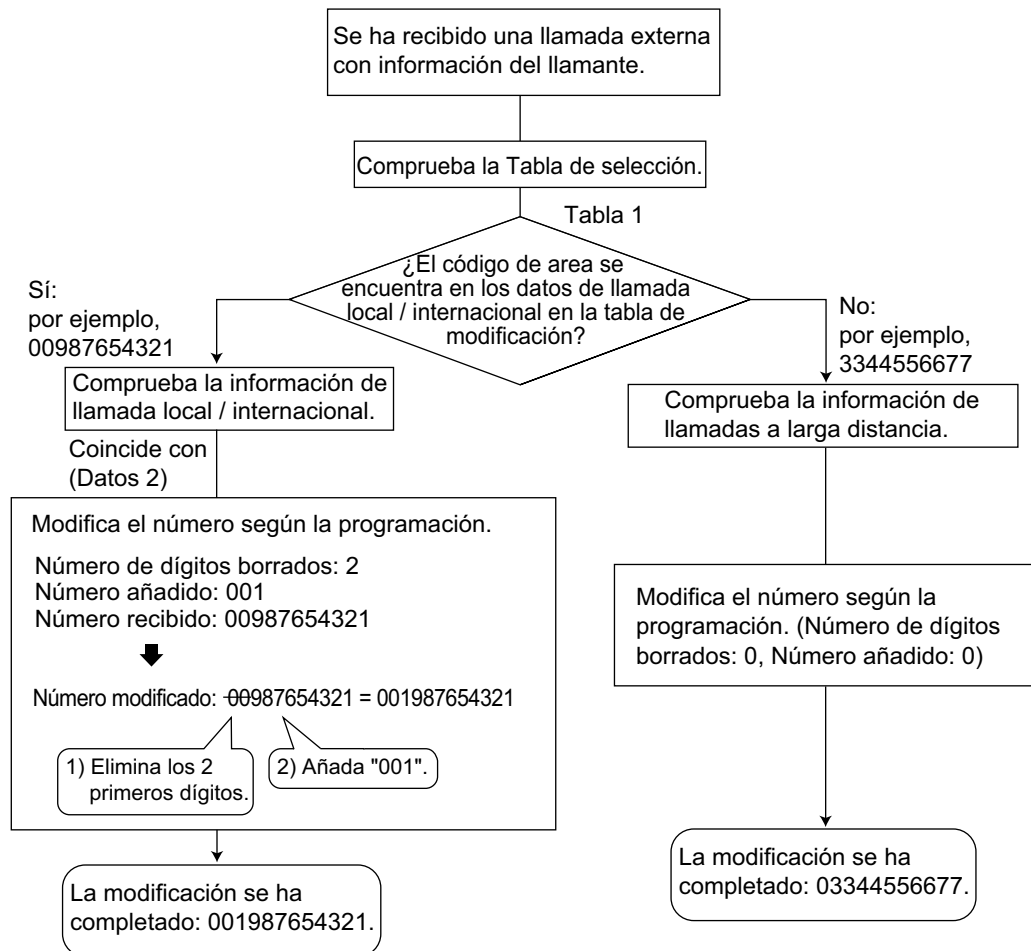 Se ha recibido una llamada externa
con información del llamante.
Comprueba la Tabla de selección.
Tabla 1
¿El código de area se
encuentra en los datos de llamada
local / internacional en la tabla de
modificación?
Sí:
por ejemplo,
00987654321
Comprueba la información de
llamada local / internacional.
Coincide con
(Datos 2)
Modifica el número según la programación.
Número de dígitos borrados: 2
Número añadido: 001
Número recibido: 00987654321
Número modificado: 00987654321 = 001987654321
1) Elimina los 2
primeros dígitos.
2) Añada "001".
La modificación se ha
completado: 001987654321.
No:
por ejemplo,
3344556677
Comprueba la información de
llamadas a larga distancia.
Modifica el número según la
programación. (Número de dígitos
borrados: 0, Número añadido: 0)
La modificación se ha
completado: 03344556677.